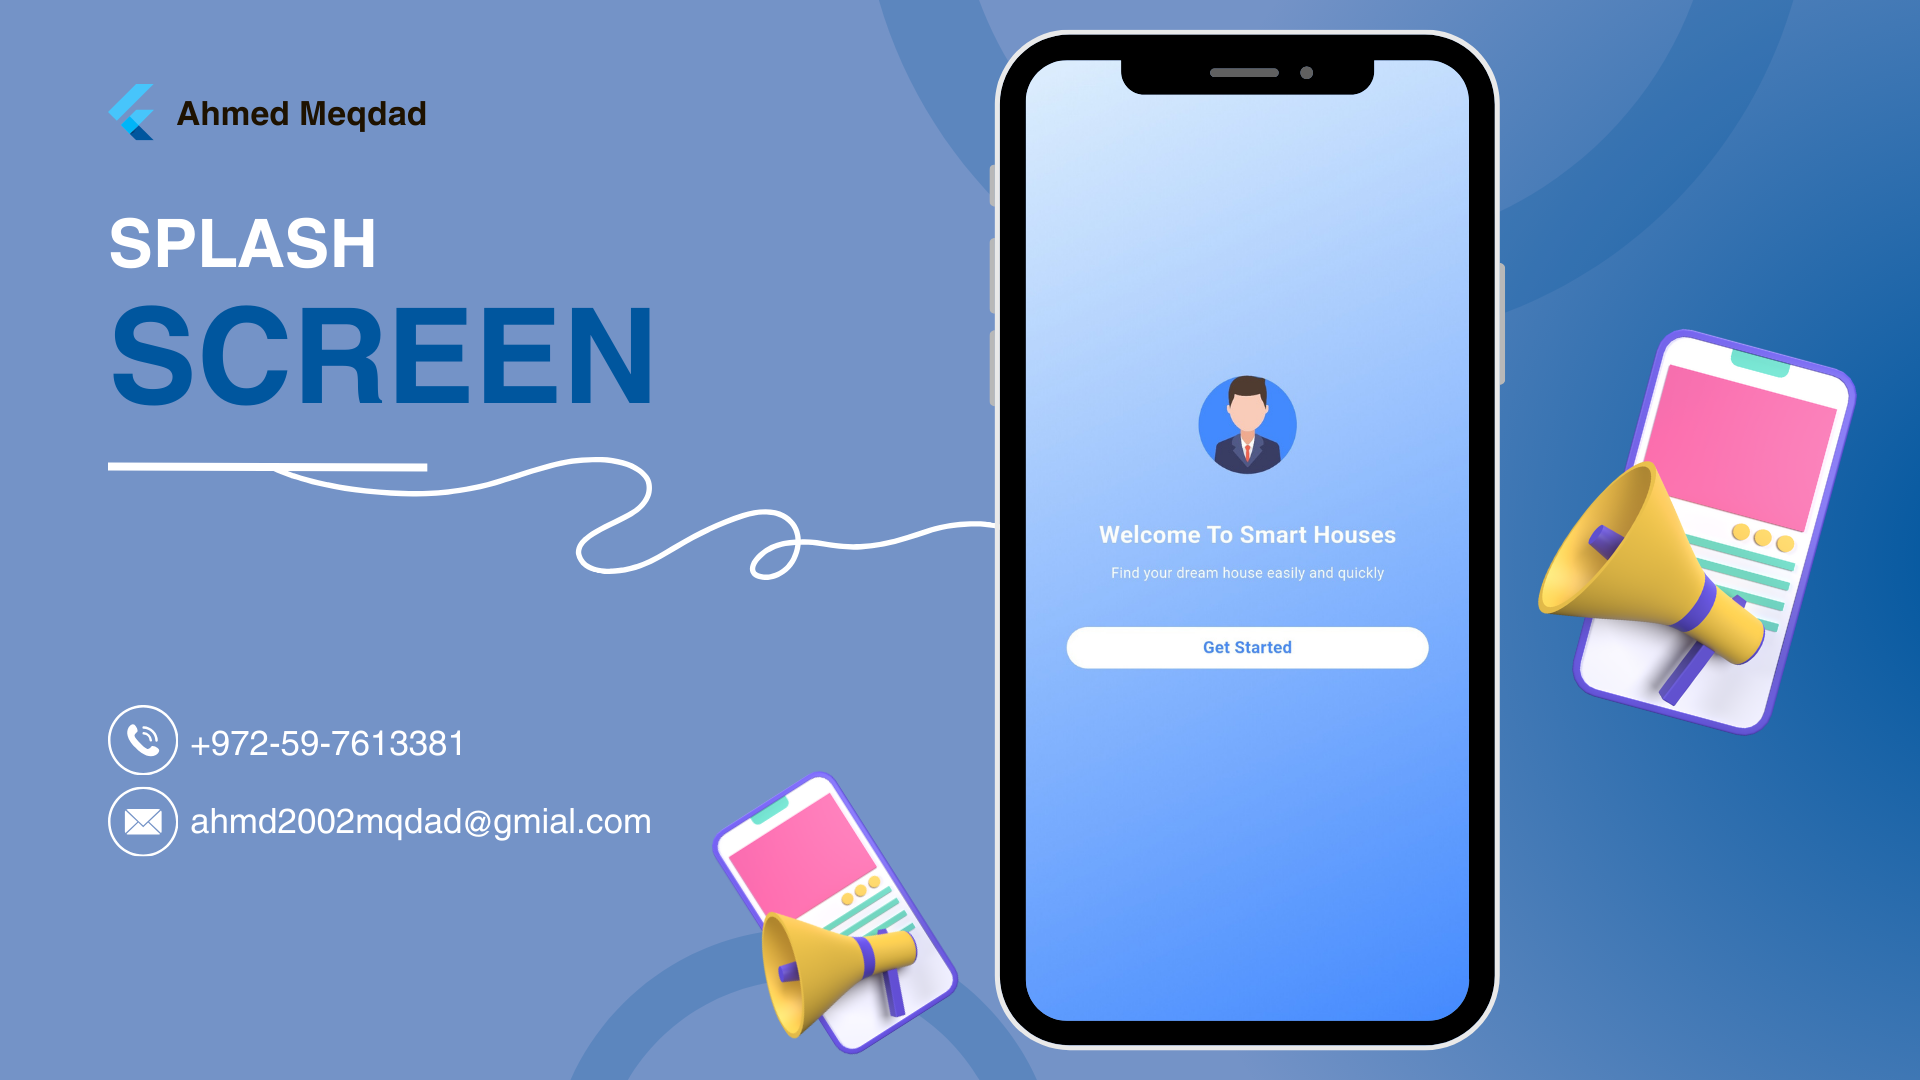 Ahmed Meqdad
SPLASH
SCREEN
+972-59-7613381
ahmd2002mqdad@gmial.com
Welcome To Smart Houses
Find your dream house easily and quickly
Get Started